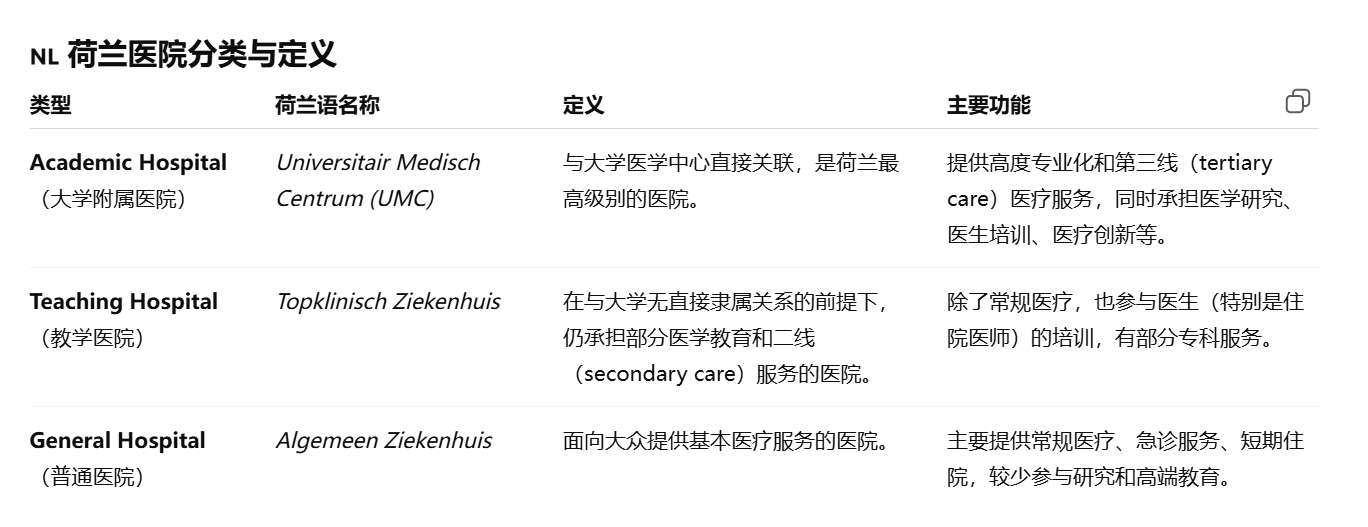 NL 荷兰医院分类与定义
类型 荷兰语名称 定义 主要功能
Academic Hospital
（大学附属医院）
Universitair Medisch
Centrum (UMC)
与大学医学中心直接关联，是荷兰最
高级别的医院。
提供高度专业化和第三线（tertiary
care）医疗服务，同时承担医学研究、
医生培训、医疗创新等。
Teaching Hospital
（教学医院）
Topklinisch Ziekenhuis
在与大学无直接隶属关系的前提下，
仍承担部分医学教育和二线
（secondary care）服务的医院。
除了常规医疗，也参与医生（特别是住
院医师）的培训，有部分专科服务。
General Hospital
（普通医院）
Algemeen Ziekenhuis
面向大众提供基本医疗服务的医院。
主要提供常规医疗、急诊服务、短期住
院，较少参与研究和高端教育。